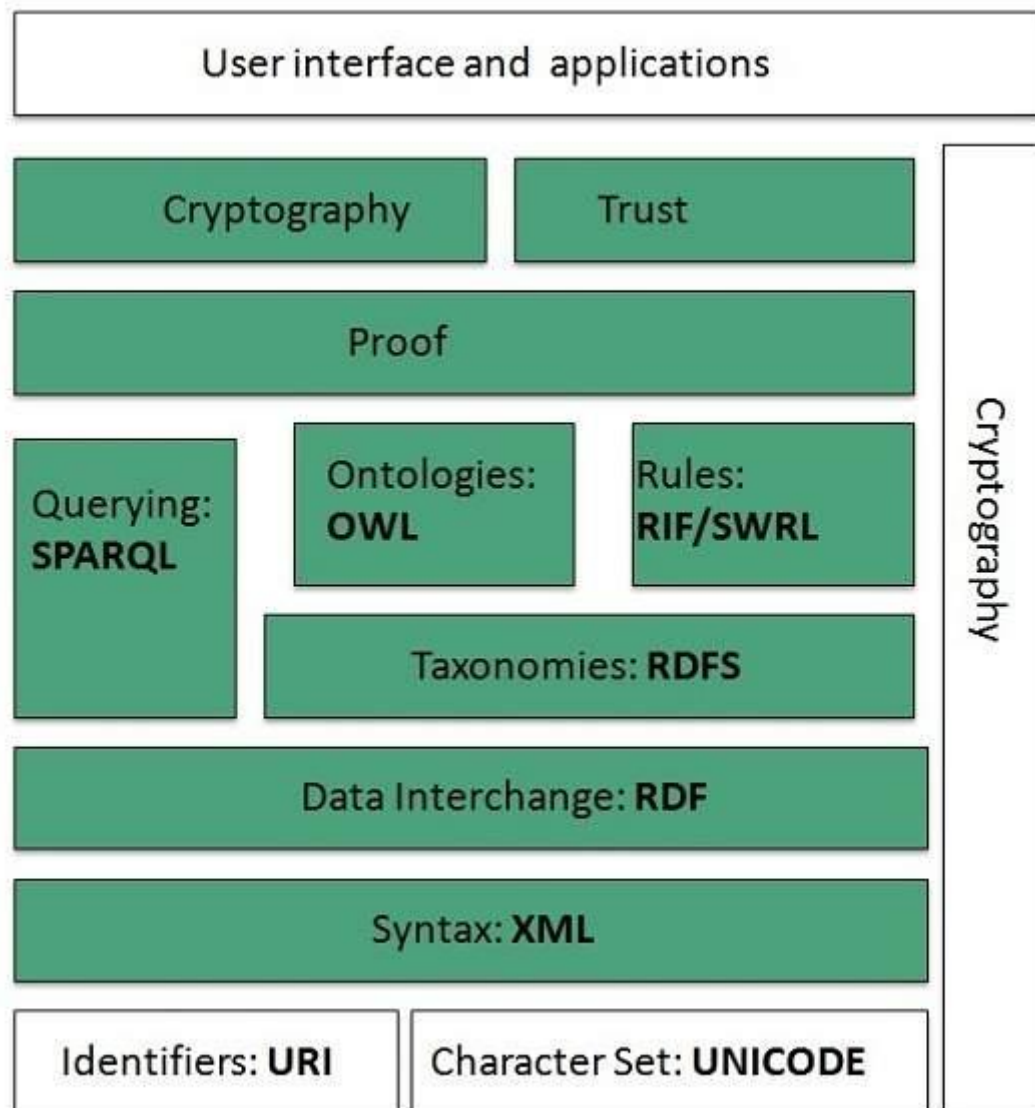 User interface and applications
Cryptography
Trust
Proof
Querying:
SPARQL
Ontologies:
OWL
Rules:
RIF/SWRL
Taxonomies: RDFS
Data Interchange: RDF
Syntax: XML
Identifiers: URI
Character Set: UNICODE
Cryptography